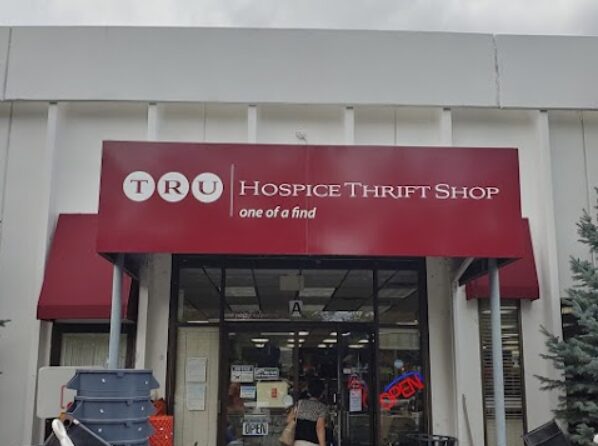 TRU
HOSPICE THRIFT SHOP
one of a find
A
OPEN
OPEN